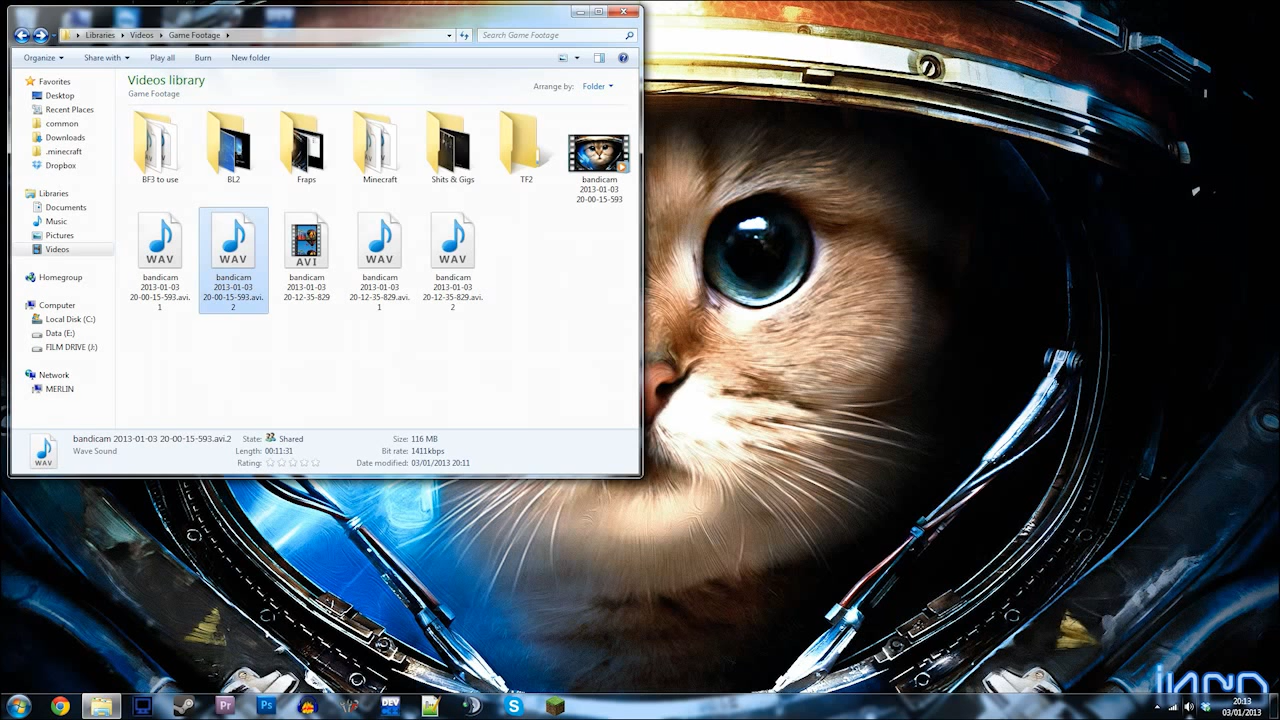 Libraries Videos Game Footage
Search Game Footage
Organize Share with Play all Burn New folder
Favorites
Desktop
Recent Places
common
Downloads
.minecraft
Dropbox
Libraries
Documents
Music
Pictures
Videos
Homegroup
Computer
Local Disk (C:)
Data (E:)
FILM DRIVE (J:)
Network
MERLIN
Videos library
Game Footage
Arrange by: Folder
BF3 to use
BL2
Fraps
Minecraft
Shits & Gigs
TF2
bandicam
2013-01-03
20-00-15-593
WAV
bandicam
2013-01-03
20-00-15-593.avi.
1
WAV
bandicam
2013-01-03
20-00-15-593.avi.
2
AVI
bandicam
2013-01-03
20-12-35-829
WAV
bandicam
2013-01-03
20-12-35-829.avi.
1
WAV
bandicam
2013-01-03
20-12-35-829.avi.
2
WAV
bandicam 2013-01-03 20-00-15-593.avi.2
Wave Sound
State: Shared
Length: 00:11:31
Rating:
Size: 116 MB
Bit rate: 1411kbps
Date modified: 03/01/2013 20:11
Pr
Ps
DEV
S
20:13
03/01/2013